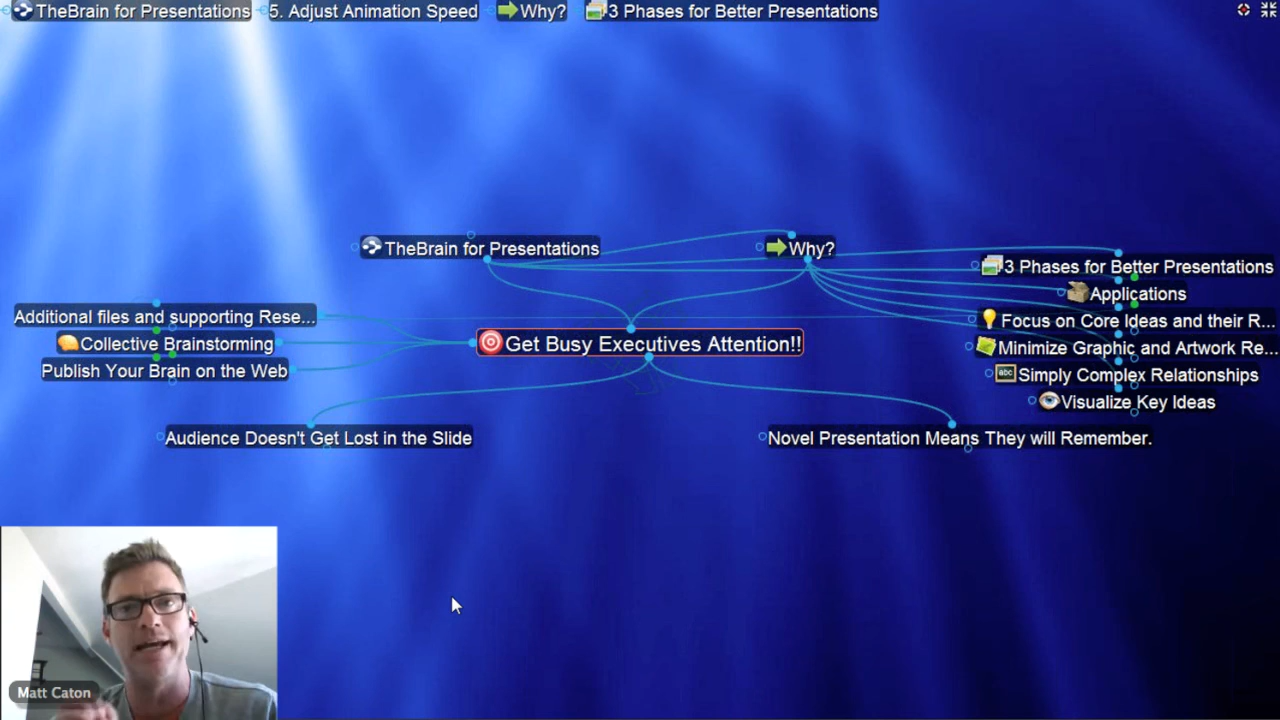 TheBrain for Presentations
5. Adjust Animation Speed
Why?
3 Phases for Better Presentations
TheBrain for Presentations
Why?
3 Phases for Better Presentations
Applications
Additional files and supporting Rese...
Focus on Core Ideas and their R...
Collective Brainstorming
Get Busy Executives Attention!!
Minimize Graphic and Artwork Re...
Publish Your Brain on the Web
abc
Simply Complex Relationships
Visualize Key Ideas
Audience Doesn't Get Lost in the Slide
Novel Presentation Means They will Remember.
Matt Caton